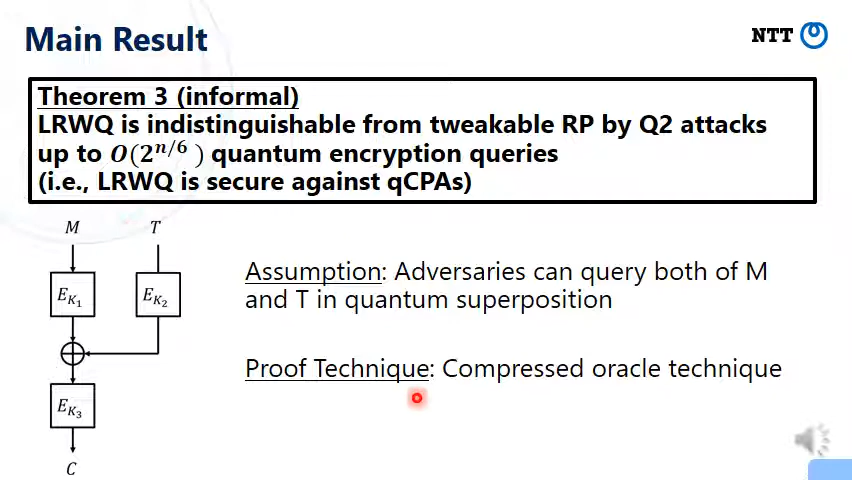 Main Result
NTT
Theorem 3 (informal)
LRWQ is indistinguishable from tweakable RP by Q2 attacks
up to O(2^{n/6}) quantum encryption queries
(i.e., LRWQ is secure against qCPAs)
M T
E_{K_1} E_{K_2}
E_{K_3}
C
Assumption: Adversaries can query both of M
and T in quantum superposition
Proof Technique: Compressed oracle technique